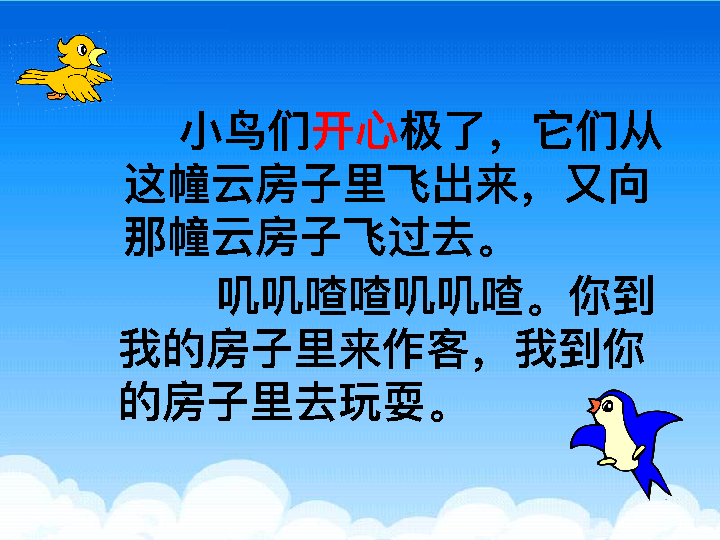 小鸟们开心极了，它们从
这幢云房子里飞出来，又向
那幢云房子飞过去。
叽叽喳喳叽叽喳。你到
我的房子里来作客，我到你
的房子里去玩耍。